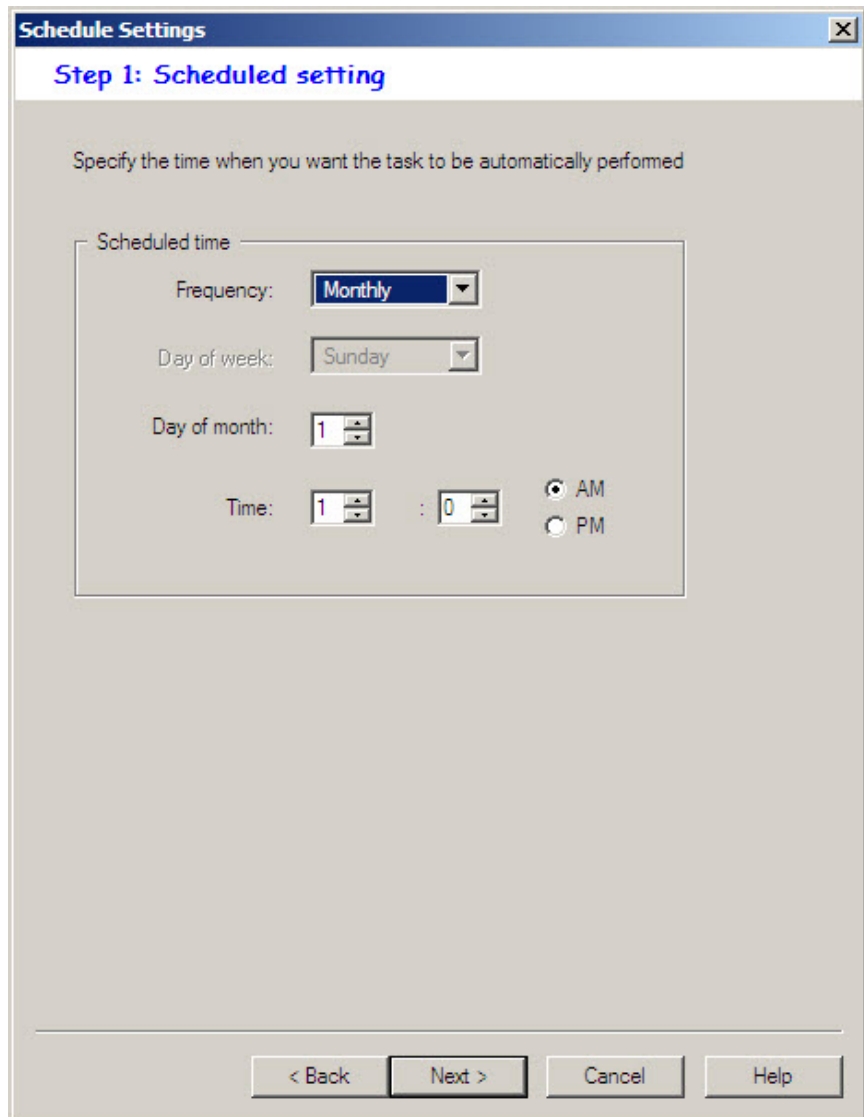 Schedule Settings
Step 1: Scheduled setting
Specify the time when you want the task to be automatically performed
Scheduled time
Frequency: Monthly
Day of week: Sunday
Day of month: 1
Time: 1 : 0 AM
PM
< Back Next > Cancel Help